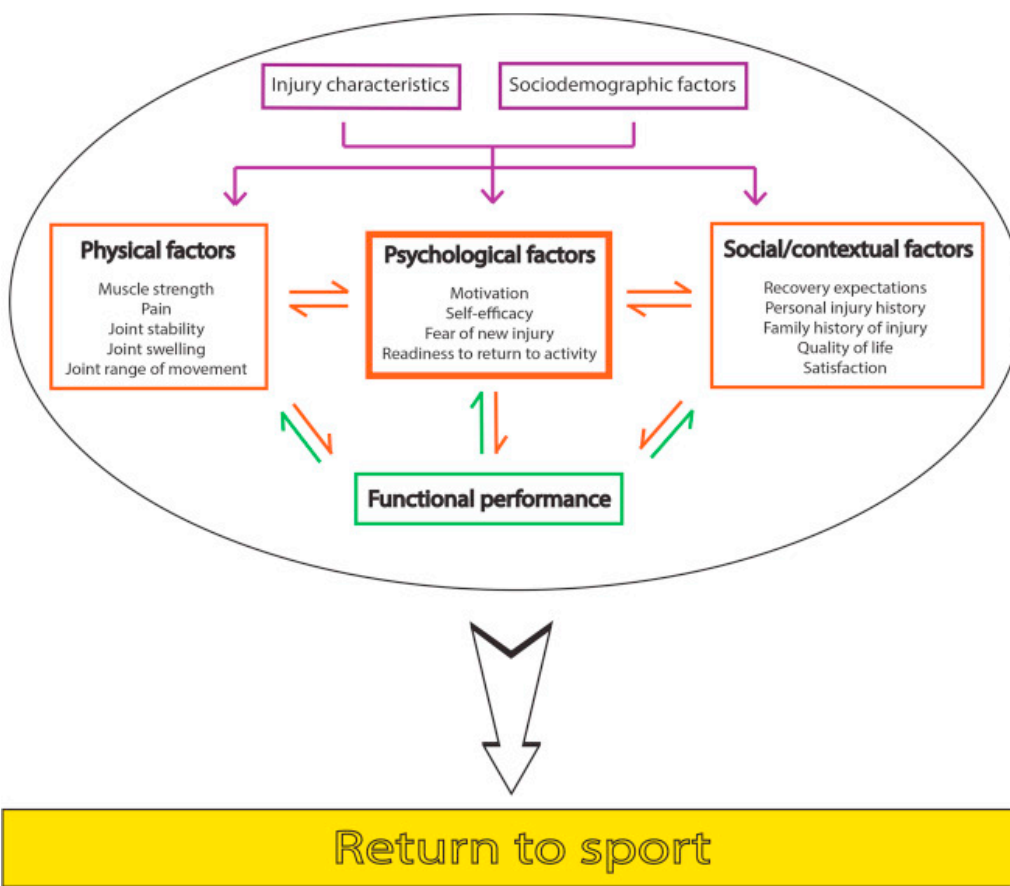 Injury characteristics
Sociodemographic factors
Physical factors
Muscle strength
Pain
Joint stability
Joint swelling
Joint range of movement
Psychological factors
Motivation
Self-efficacy
Fear of new injury
Readiness to return to activity
Social/contextual factors
Recovery expectations
Personal injury history
Family history of injury
Quality of life
Satisfaction
Functional performance
Return to sport